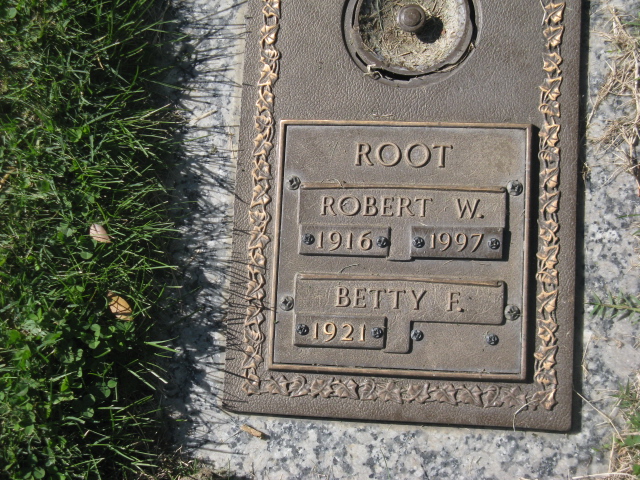 ROOT
ROBERT W.
1916 1997
BETTY F.
1921